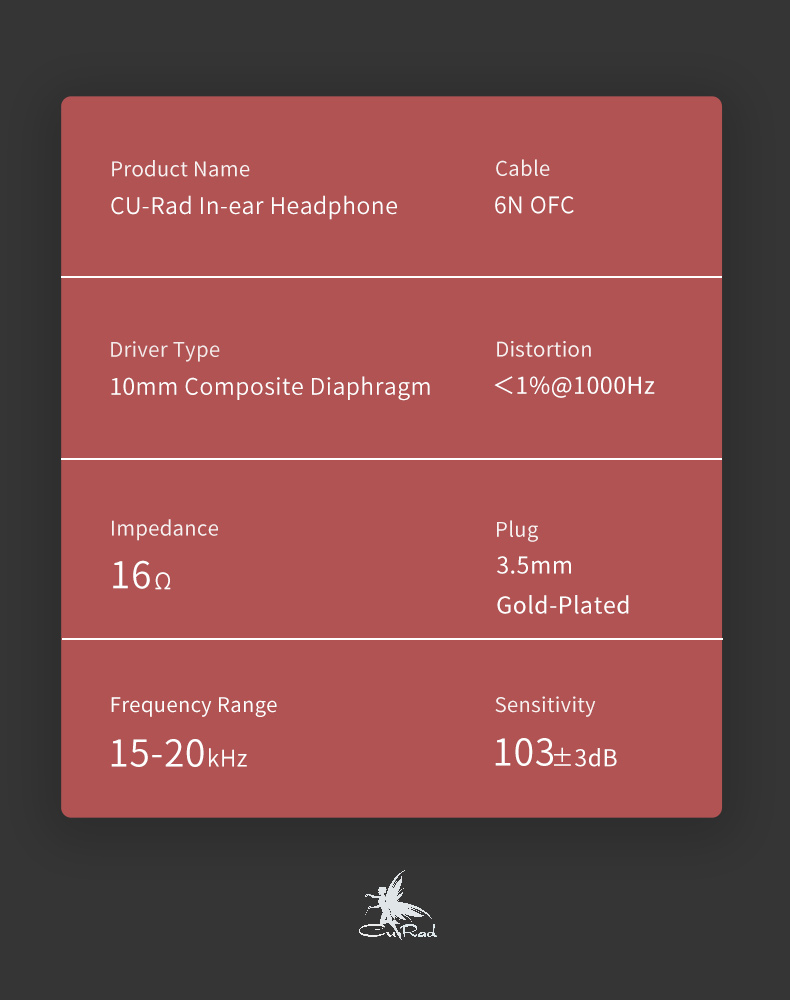 Product Name
CU-Rad In-ear Headphone
Cable
6N OFC
Driver Type
10mm Composite Diaphragm
Distortion
<1%@1000Hz
Impedance
16Ω
Plug
3.5mm
Gold-Plated
Frequency Range
15-20kHz
Sensitivity
103±3dB
CuRad